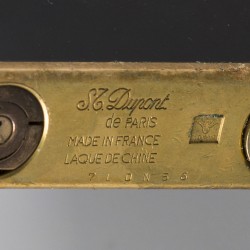 S.T. Dupont
de PARIS
MADE IN FRANCE
LAQUE DE CHINE